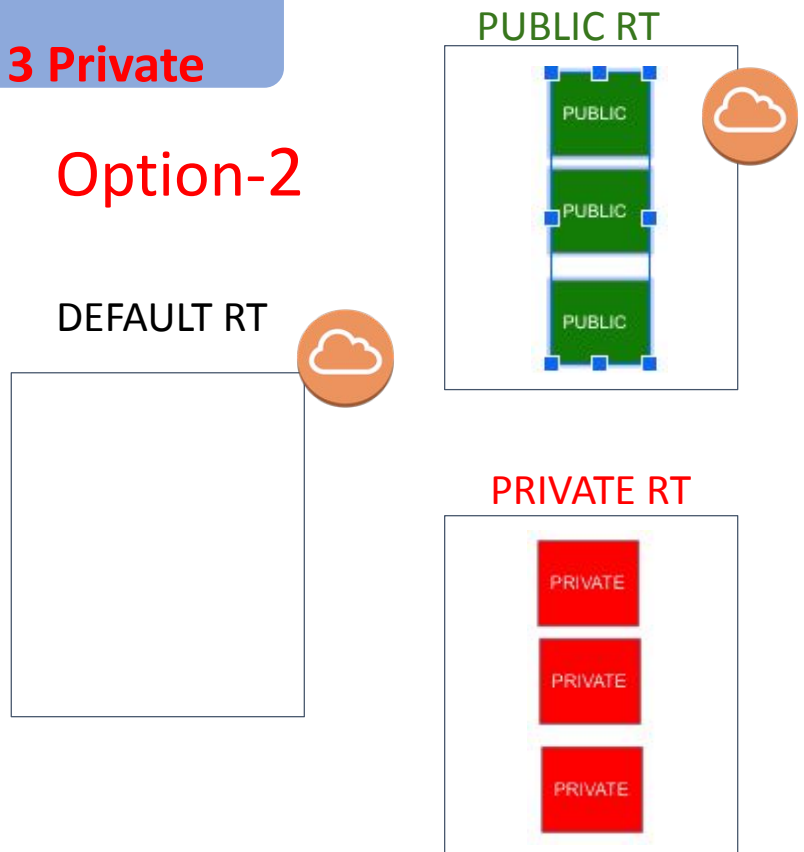 3 Private
Option-2
DEFAULT RT
PUBLIC RT
PUBLIC
PUBLIC
PUBLIC
PRIVATE RT
PRIVATE
PRIVATE
PRIVATE